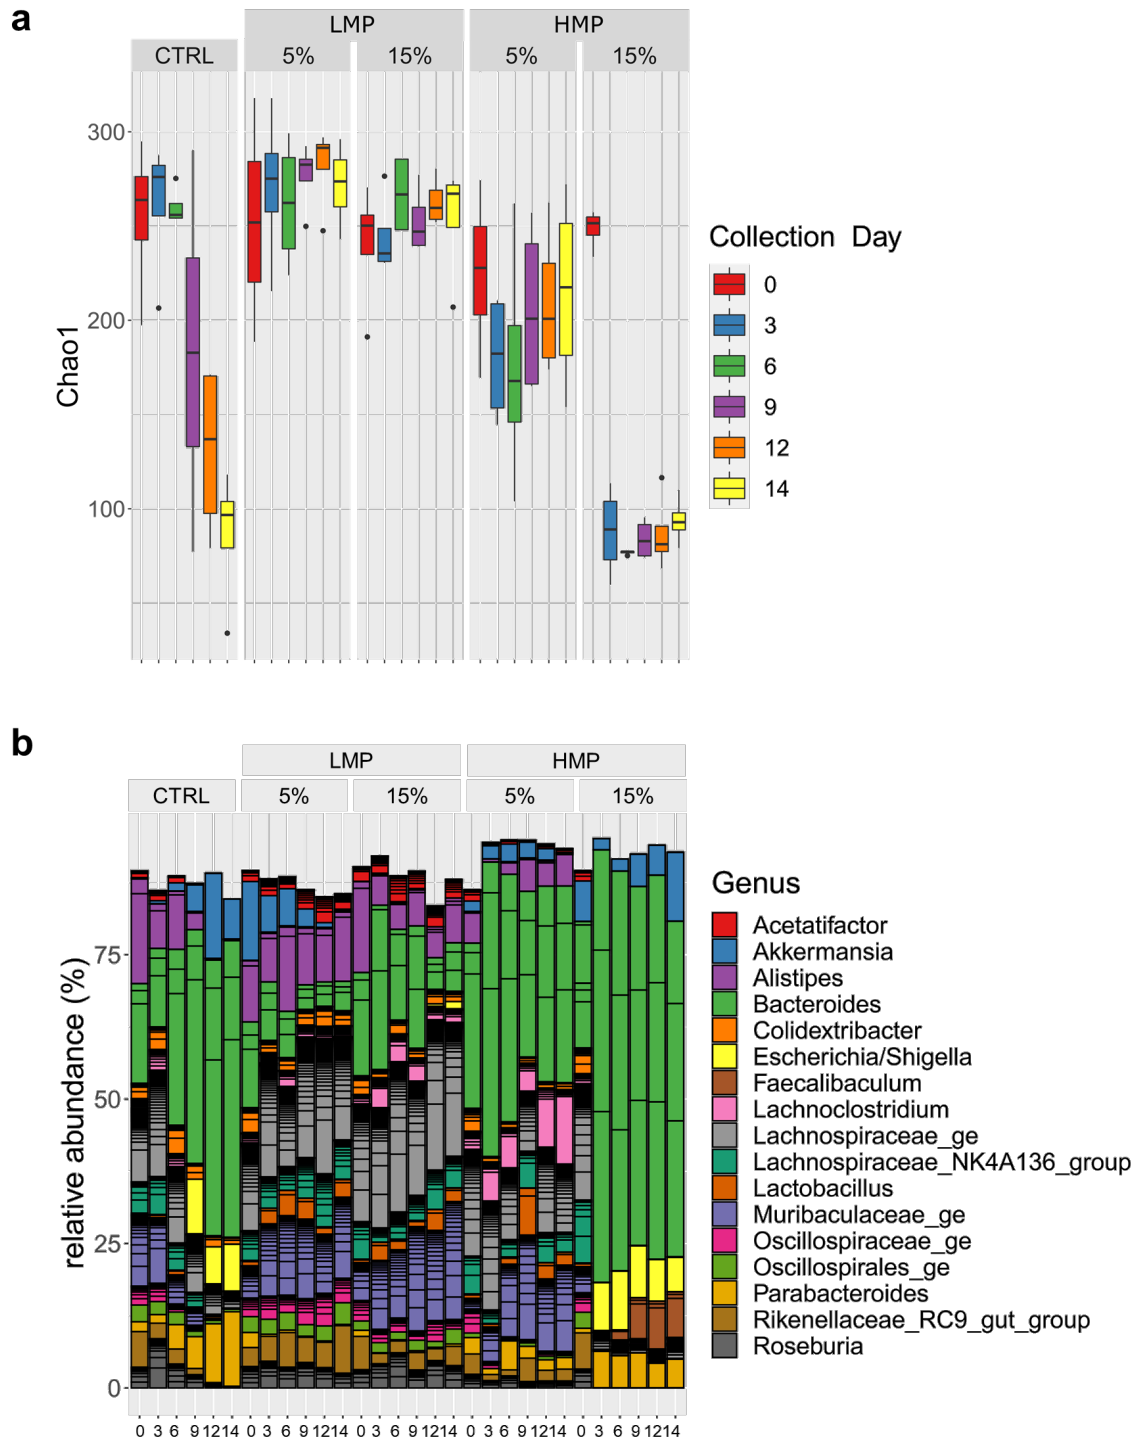 a
LMP HMP
CTRL 5% 15% 5% 15%
300
200
100
Chao1
Collection Day
0
3
6
9
12
14
b
LMP HMP
CTRL 5% 15% 5% 15%
75
50
25
0
relative abundance (%)
0 3 6 9 12 14 0 3 6 9 12 14 0 3 6 9 12 14 0 3 6 9 12 14 0 3 6 9 12 14
Genus
Acetatifactor
Akkermansia
Alistipes
Bacteroides
Colidextribacter
Escherichia/Shigella
Faecalibaculum
Lachnoclostridium
Lachnospiraceae_ge
Lachnospiraceae_NK4A136_group
Lactobacillus
Muribaculaceae_ge
Oscillospiraceae_ge
Oscillospirales_ge
Parabacteroides
Rikenellaceae_RC9_gut_group
Roseburia